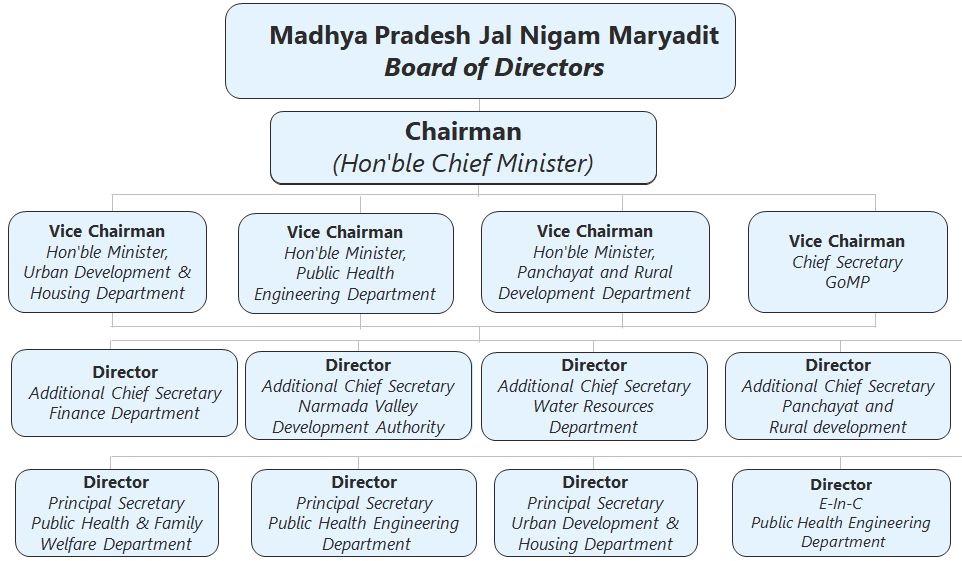 Madhya Pradesh Jal Nigam Maryadit
Board of Directors
Chairman
(Hon'ble Chief Minister)
Vice Chairman
Hon'ble Minister,
Urban Development &
Housing Department
Vice Chairman
Hon'ble Minister,
Public Health
Engineering Department
Vice Chairman
Hon'ble Minister,
Panchayat and Rural
Development Department
Vice Chairman
Chief Secretary
GoMP
Director
Additional Chief Secretary
Finance Department
Director
Additional Chief Secretary
Narmada Valley
Development Authority
Director
Additional Chief Secretary
Water Resources
Department
Director
Additional Chief Secretary
Panchayat and
Rural development
Director
Principal Secretary
Public Health & Family
Welfare Department
Director
Principal Secretary
Public Health Engineering
Department
Director
Principal Secretary
Urban Development &
Housing Department
Director
E-In-C
Public Health Engineering
Department